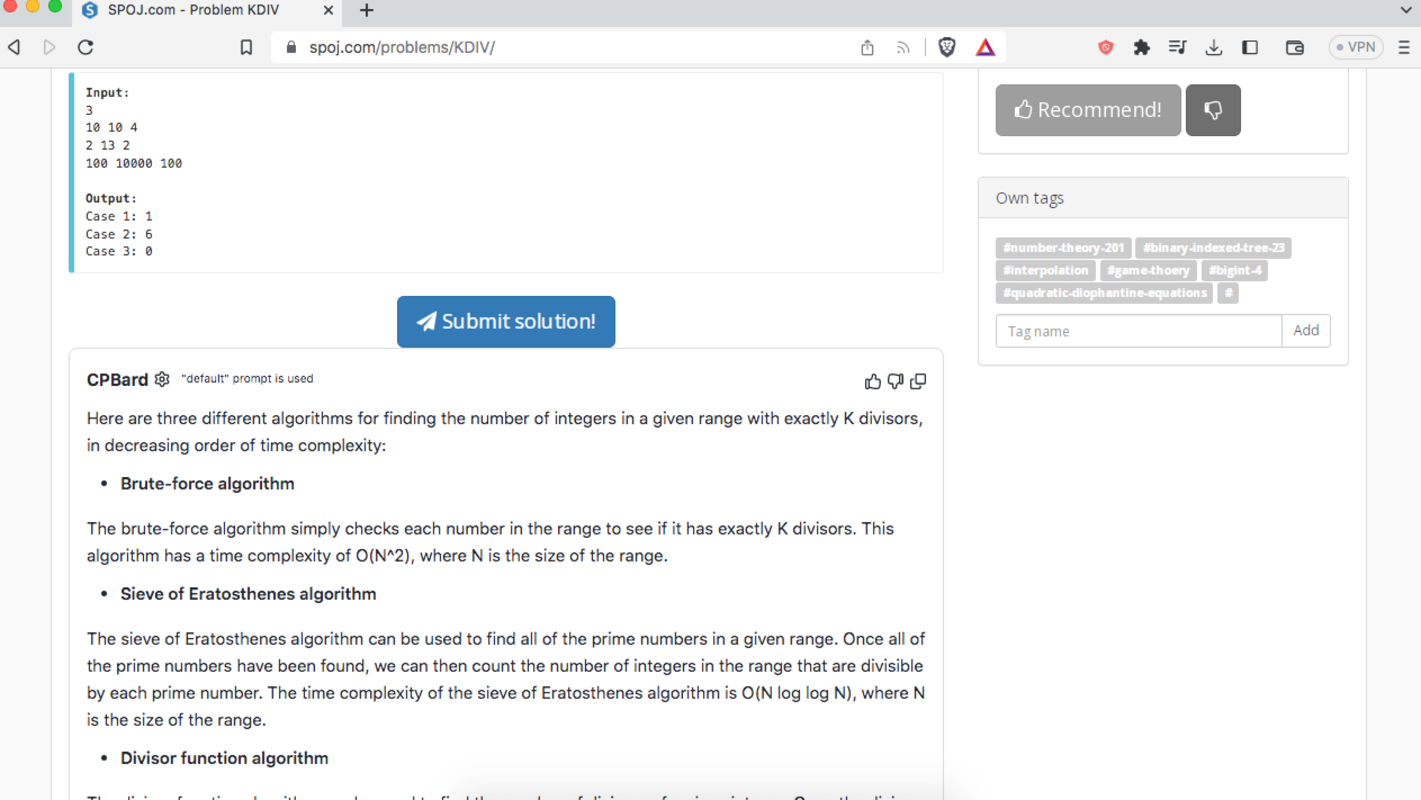 SPOJ.com - Problem KDIV
spoj.com/problems/KDIV/
VPN
Input:
3
10 10 4
2 13 2
100 10000 100
Output:
Case 1: 1
Case 2: 6
Case 3: 0
Submit solution!
Recommend!
Own tags
#number-theory-201 #binary-indexed-tree-23
#interpolation #game-thoery #bigint-4
#quadratic-diophantine-equations #
Tag name Add
CPBard "default" prompt is used
Here are three different algorithms for finding the number of integers in a given range with exactly K divisors,
in decreasing order of time complexity:
• Brute-force algorithm
The brute-force algorithm simply checks each number in the range to see if it has exactly K divisors. This
algorithm has a time complexity of O(N^2), where N is the size of the range.
• Sieve of Eratosthenes algorithm
The sieve of Eratosthenes algorithm can be used to find all of the prime numbers in a given range. Once all of
the prime numbers have been found, we can then count the number of integers in the range that are divisible
by each prime number. The time complexity of the sieve of Eratosthenes algorithm is O(N log log N), where N
is the size of the range.
• Divisor function algorithm